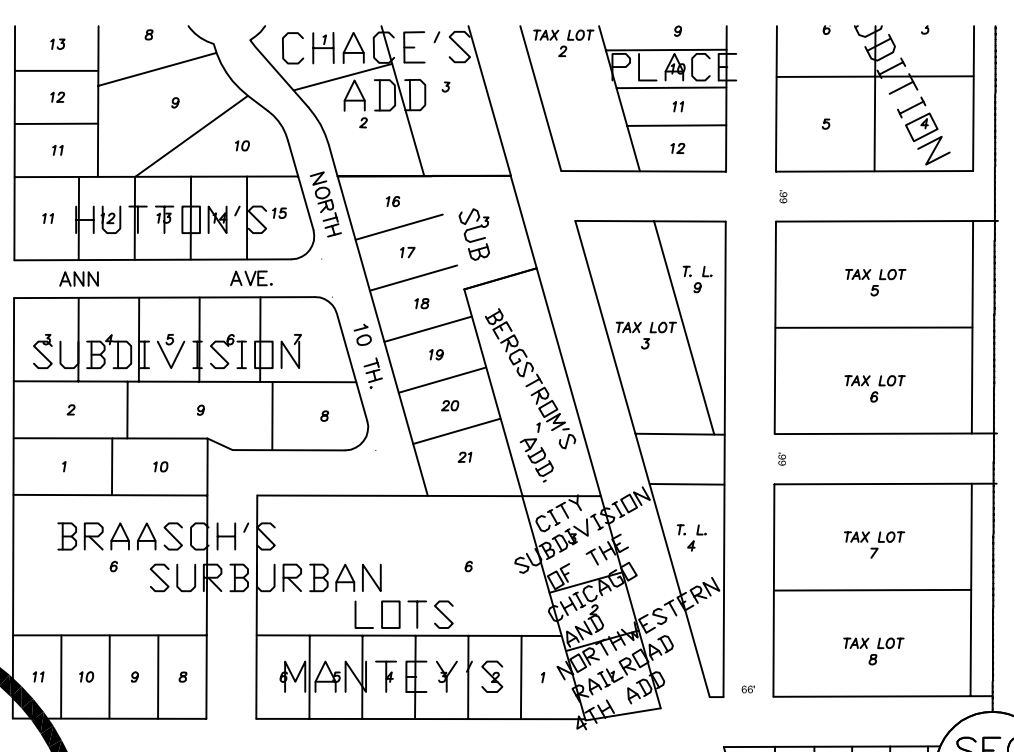 13
8
1
CHACE'S
TAX LOT
2
9
6
3
DITION
PLACE
10
12
9
ADD
3
11
2
5
4
11
10
12
66'
NORTH
11
12
13
14
15
HUTTON'S
16
3
SUB
17
T. L.
9
TAX LOT
5
ANN AVE.
18
BERGSTROM'S
ADD.
1
TAX LOT
3
10 TH.
3
4
5
6
7
SUBDIVISION
19
TAX LOT
6
2
9
8
20
21
66'
1
10
BRAASCH'S
SURBURBAN
LOTS
6
6
CITY
SUBDIVISION
3
OF THE
CHICAGO
2
AND
NORTHWESTERN
RAILROAD
1
4TH ADD
T. L.
4
TAX LOT
7
TAX LOT
8
11
10
9
8
6
5
4
3
2
1
MANTEY'S
66'